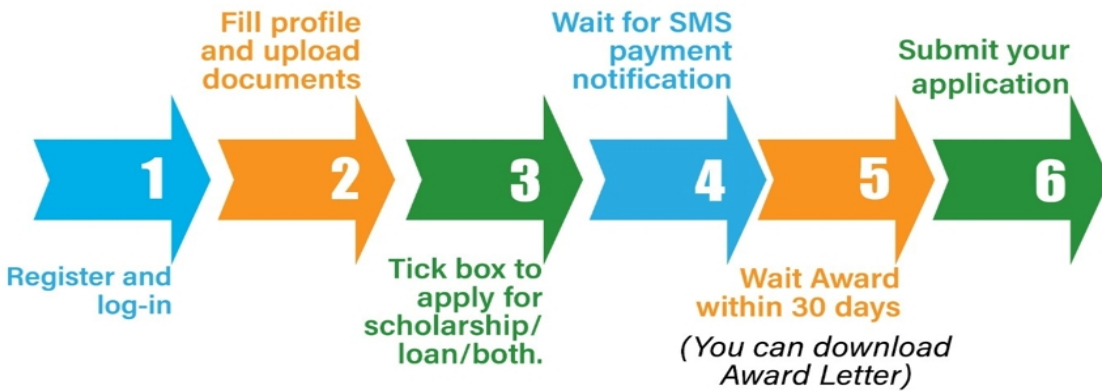 1
Register and
log-in
Fill profile
and upload
documents
2
3
Tick box to
apply for
scholarship/
loan/both.
Wait for SMS
payment
notification
4
5
Wait Award
within 30 days
(You can download
Award Letter)
Submit your
application
6